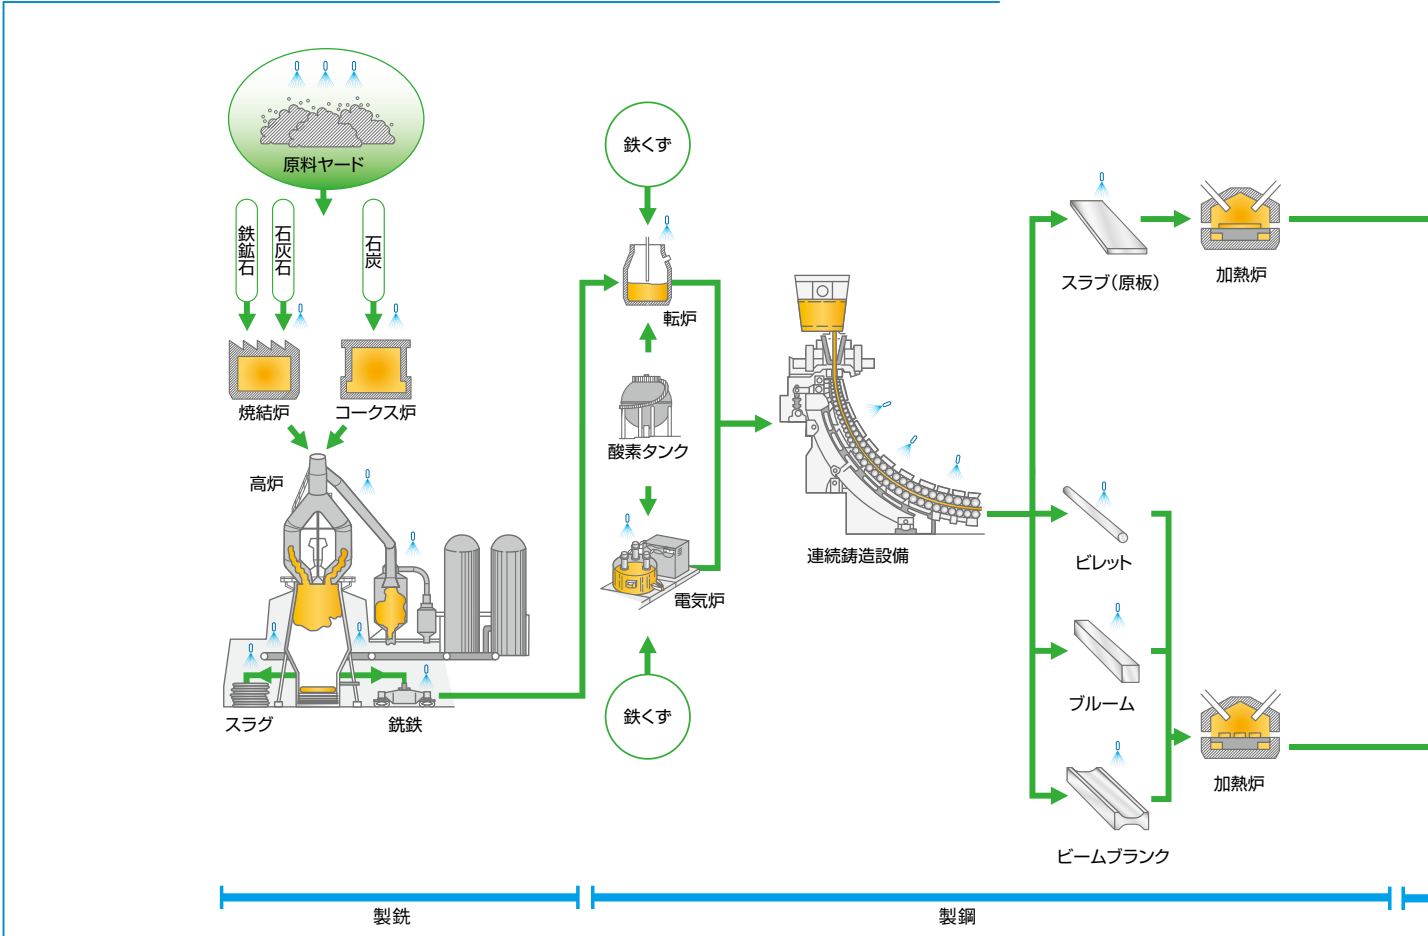 原料ヤード
鉄鉱石
石灰石
石炭
焼結炉
コークス炉
高炉
スラグ
銑鉄
鉄くず
転炉
酸素タンク
電気炉
鉄くず
連続鋳造設備
スラブ(原板)
加熱炉
ビレット
ブルーム
ビームブランク
加熱炉
製銑
製鋼